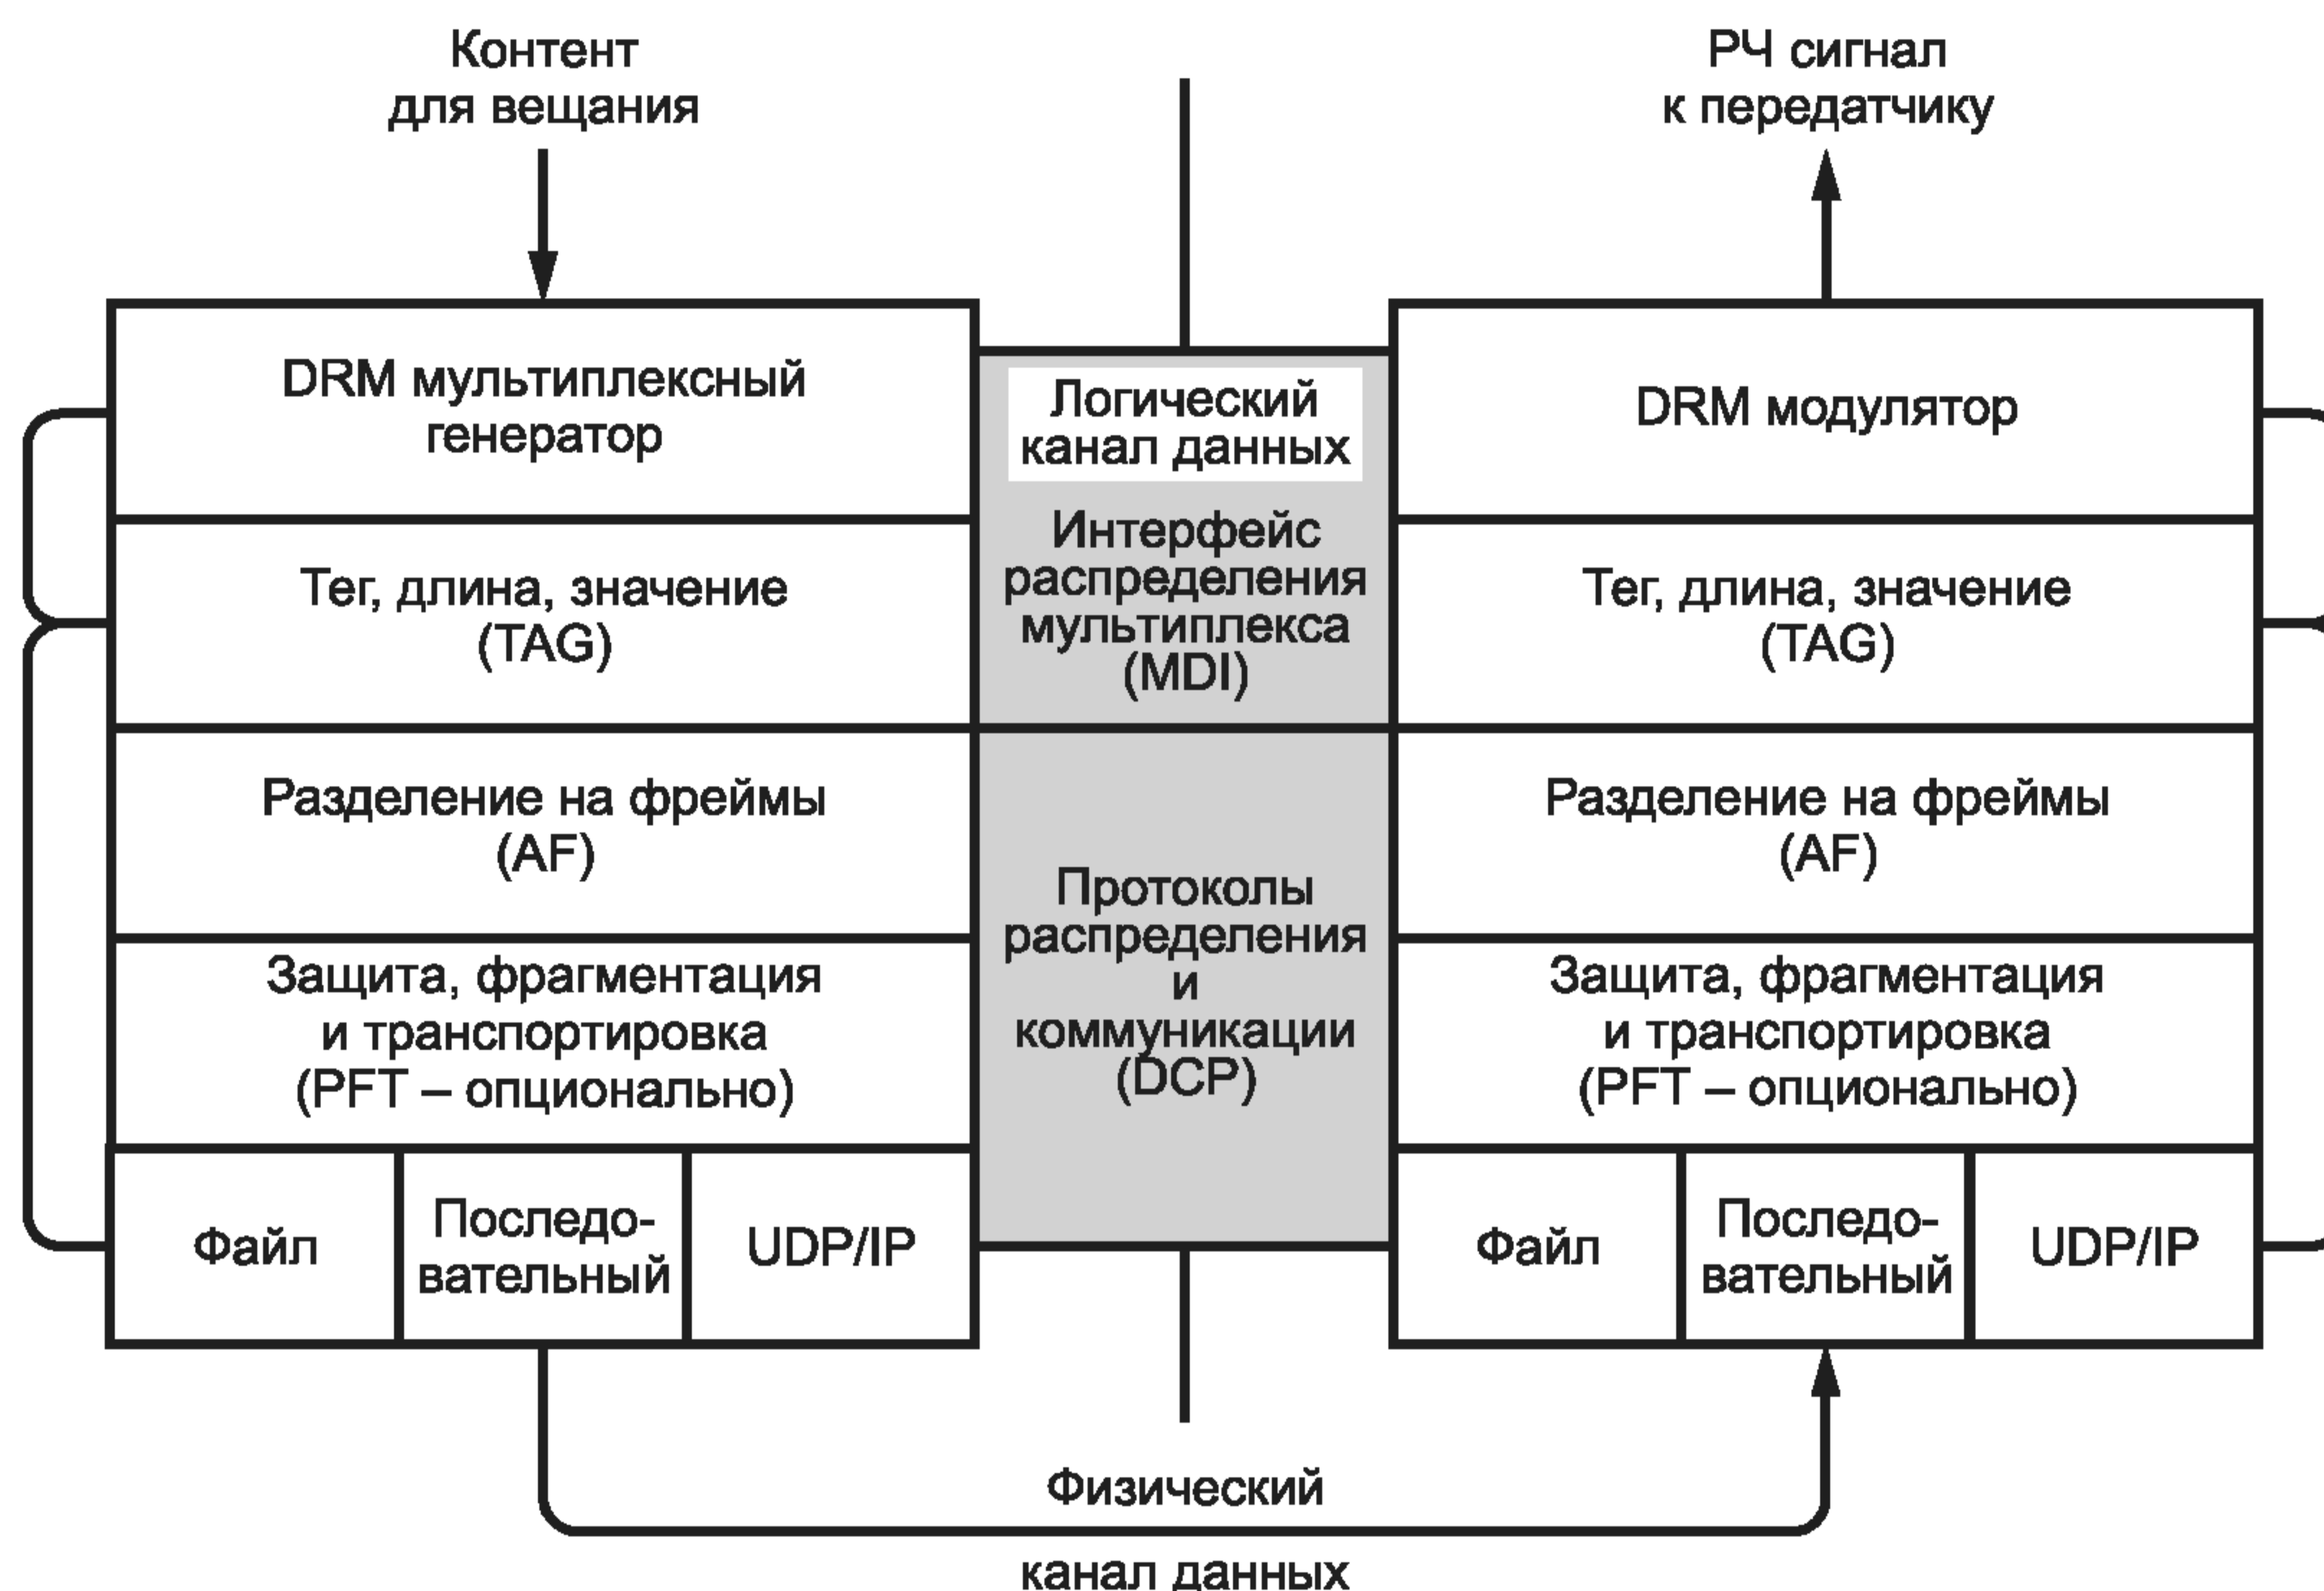 Контент
для вещания
РЧ сигнал
к передатчику
DRM мультиплексный
генератор
Тег, длина, значение
(TAG)
Разделение на фреймы
(AF)
Защита, фрагментация
и транспортировка
(PFT – опционально)
Файл
Последо-
вательный
UDP/IP
Логический
канал данных
Интерфейс
распределения
мультиплекса
(MDI)
Протоколы
распределения
и
коммуникации
(DCP)
DRM модулятор
Тег, длина, значение
(TAG)
Разделение на фреймы
(AF)
Защита, фрагментация
и транспортировка
(PFT – опционально)
Файл
Последо-
вательный
UDP/IP
Физический
канал данных